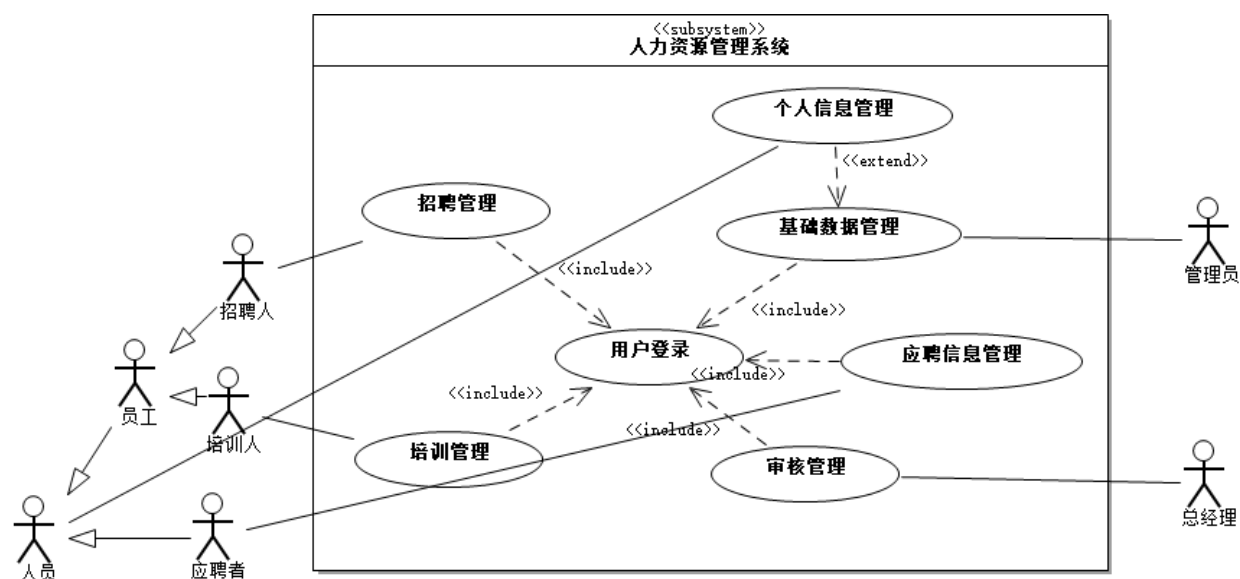 <<subsystem>>
人力资源管理系统
个人信息管理
<<extend>>
招聘管理
基础数据管理
管理员
<<include>>
招聘人
<<include>>
用户登录
应聘信息管理
<<include>>
<<include>>
员工
培训人
<<include>>
培训管理
审核管理
总经理
人员
应聘者